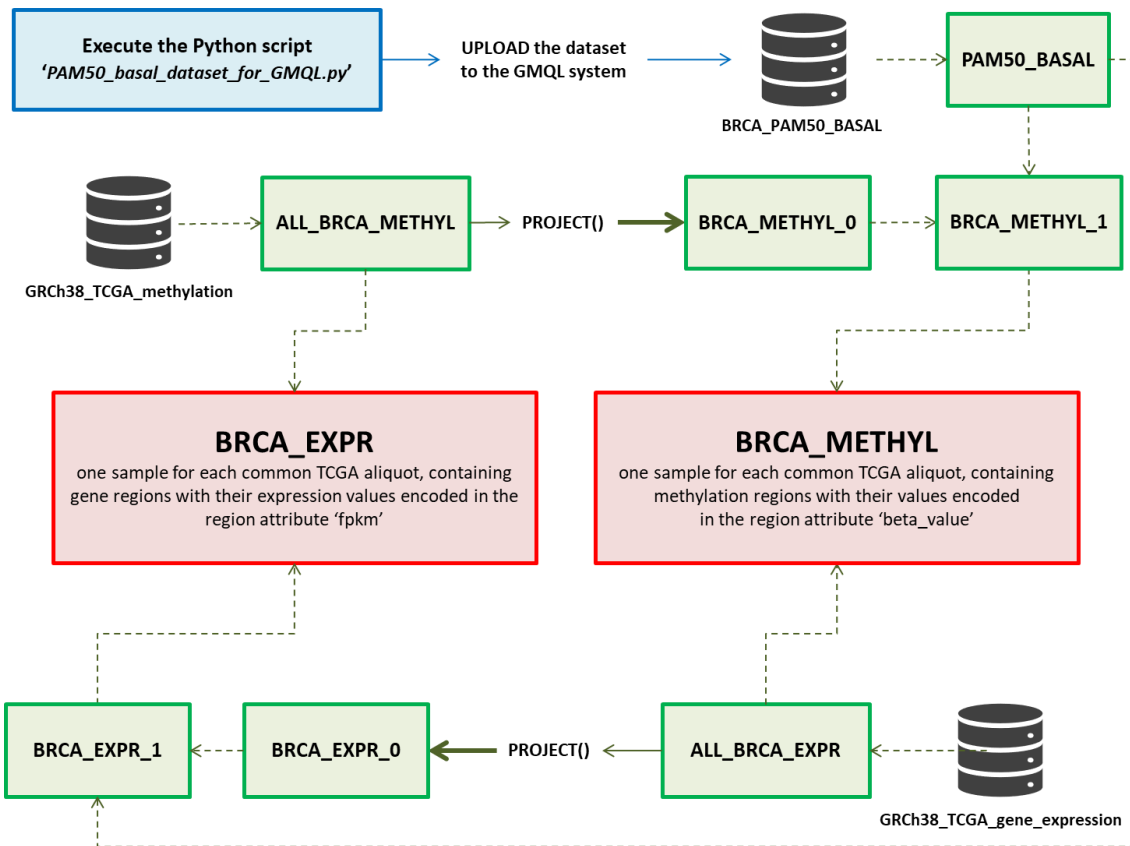 Execute the Python script
‘PAM50_basal_dataset_for_GMQL.py’
UPLOAD the dataset
to the GMQL system
BRCA_PAM50_BASAL
PAM50_BASAL
GRCh38_TCGA_methylation
ALL_BRCA_METHYL
PROJECT()
BRCA_METHYL_0
BRCA_METHYL_1
BRCA_EXPR
one sample for each common TCGA aliquot, containing
gene regions with their expression values encoded in the
region attribute ‘fpkm’
BRCA_METHYL
one sample for each common TCGA aliquot, containing
methylation regions with their values encoded
in the region attribute ‘beta_value’
BRCA_EXPR_1
BRCA_EXPR_0
PROJECT()
ALL_BRCA_EXPR
GRCh38_TCGA_gene_expression